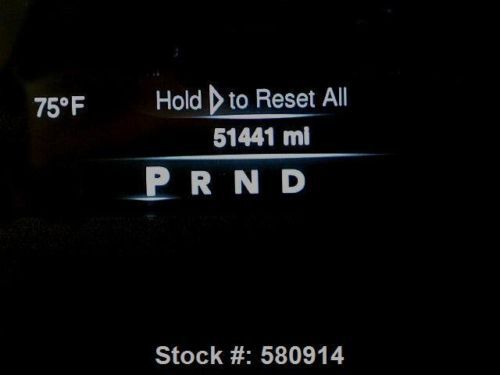 75°F
Hold ▷ to Reset All
51441 mi
P R N D
Stock #: 580914